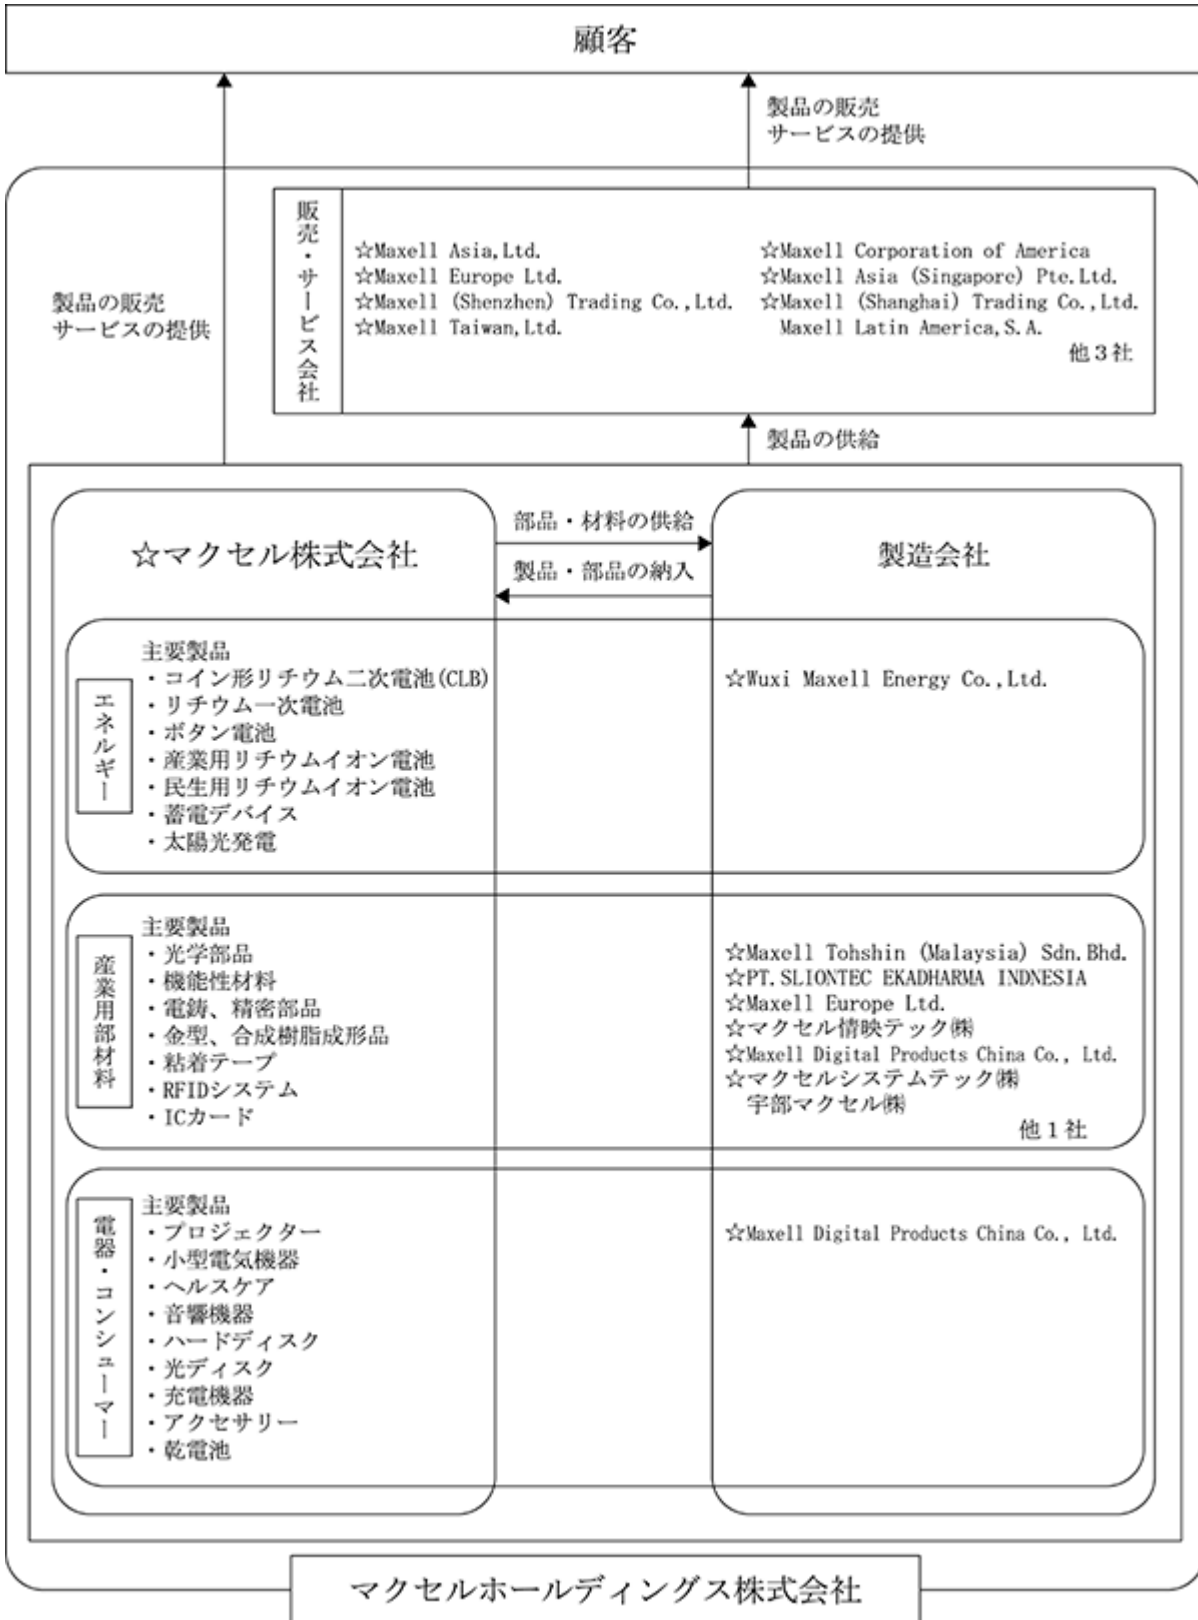 顧客
製品の販売
サービスの提供
製品の販売
サービスの提供
販売・サービス会社
☆Maxell Asia,Ltd.
☆Maxell Europe Ltd.
☆Maxell (Shenzhen) Trading Co.,Ltd.
☆Maxell Taiwan,Ltd.
☆Maxell Corporation of America
☆Maxell Asia (Singapore) Pte.Ltd.
☆Maxell (Shanghai) Trading Co.,Ltd.
Maxell Latin America,S.A.
他3社
製品の供給
☆マクセル株式会社
部品・材料の供給
製品・部品の納入
製造会社
エネルギー
主要製品
・コイン形リチウム二次電池(CLB)
・リチウム一次電池
・ボタン電池
・産業用リチウムイオン電池
・民生用リチウムイオン電池
・蓄電デバイス
・太陽光発電
☆Wuxi Maxell Energy Co.,Ltd.
産業用部材料
主要製品
・光学部品
・機能性材料
・電鋳、精密部品
・金型、合成樹脂成形品
・粘着テープ
・RFIDシステム
・ICカード
☆Maxell Tohshin (Malaysia) Sdn.Bhd.
☆PT.SLIONTEC EKADHARMA INDNESIA
☆Maxell Europe Ltd.
☆マクセル情映テック㈱
☆Maxell Digital Products China Co., Ltd.
☆マクセルシステムテック㈱
宇部マクセル㈱
他1社
電器・コンシューマー
主要製品
・プロジェクター
・小型電気機器
・ヘルスケア
・音響機器
・ハードディスク
・光ディスク
・充電機器
・アクセサリー
・乾電池
☆Maxell Digital Products China Co., Ltd.
マクセルホールディングス株式会社